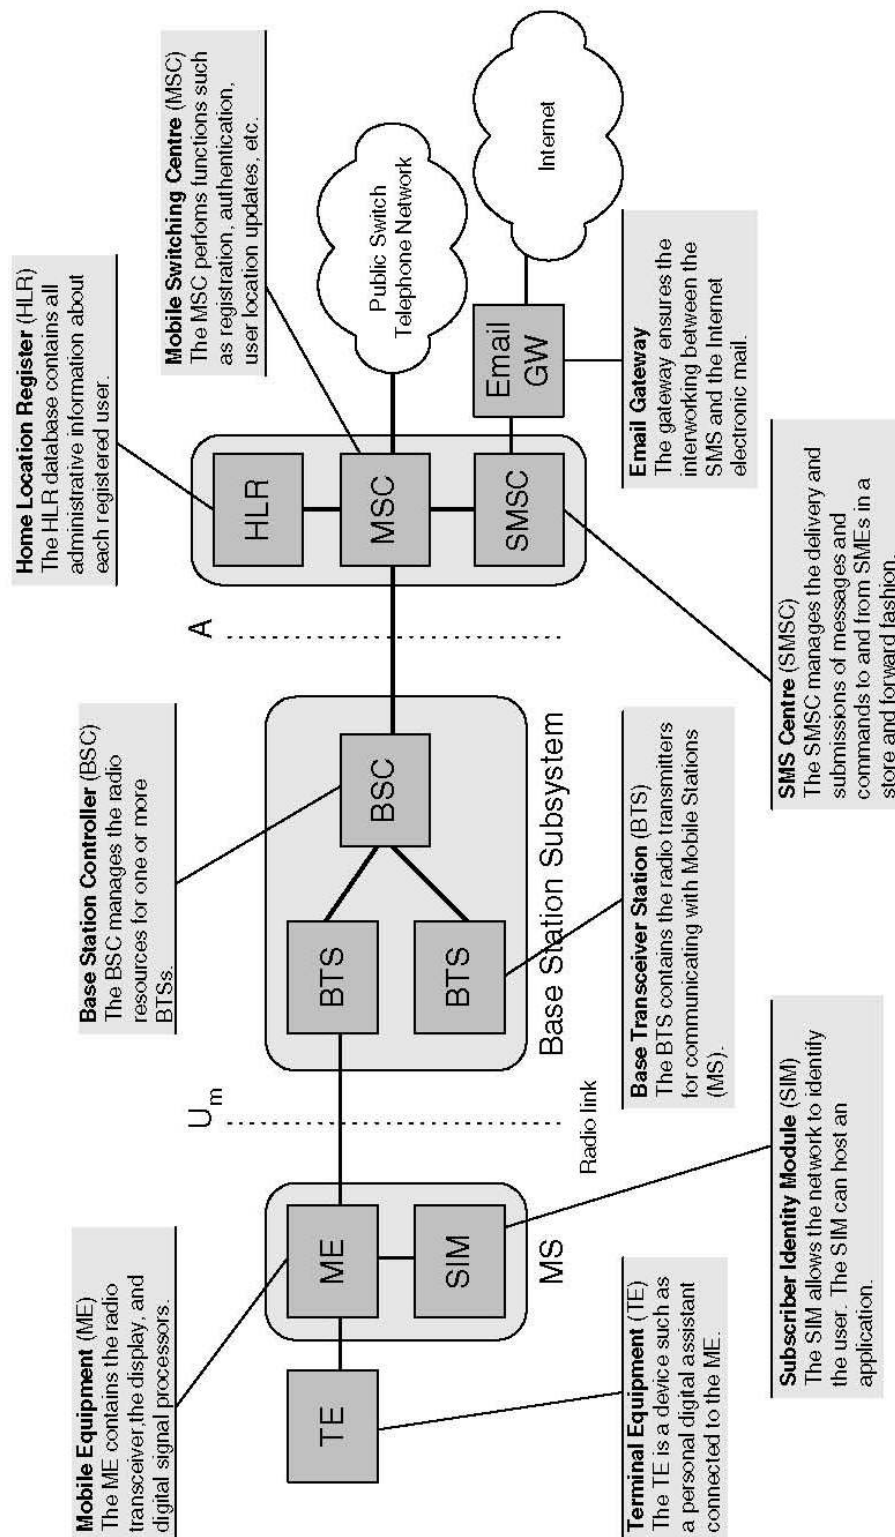 Mobile Equipment (ME)
The ME contains the radio
transceiver,the display, and
digital signal processors.
Base Station Controller (BSC)
The BSC manages the radio
resources for one or more
BTSs.
Home Location Register (HLR)
The HLR database contains all
administrative information about
each registered user.
Mobile Switching Centre (MSC)
The MSC perfoms functions such
as registration, authentication,
user location updates, etc.
Um
A
TE
ME
SIM
MS
Radio link
BTS
BTS
BSC
Base Station Subsystem
HLR
MSC
SMSC
Public Switch
Telephone Network
Email
GW
Internet
Terminal Equipment (TE)
The TE is a device such as
a personal digital assistant
connected to the ME.
Base Transceiver Station (BTS)
The BTS contains the radio transmitters
for communicating with Mobile Stations
(MS).
Email Gateway
The gateway ensures the
interworking between the
SMS and the Internet
electronic mail.
Subscriber Identity Module (SIM)
The SIM allows the network to identify
the user. The SIM can host an
application.
SMS Centre (SMSC)
The SMSC manages the delivery and
submissions of messages and
commands to and from SMEs in a
store and forward fashion.